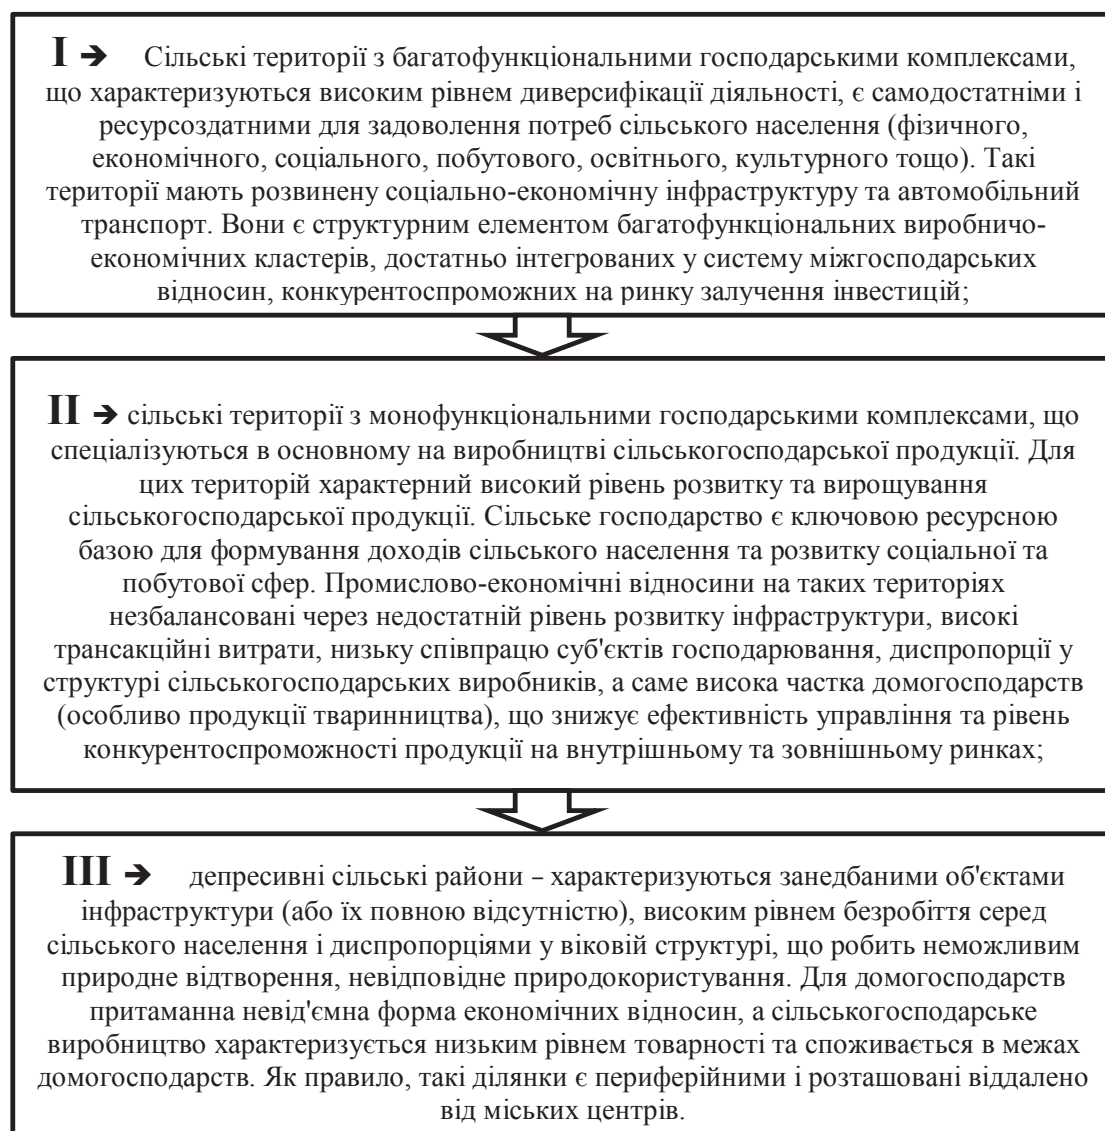 I ➔ Сільські території з багатофункціональними господарськими комплексами,
що характеризуються високим рівнем диверсифікації діяльності, є самодостатніми і
ресурсоздатними для задоволення потреб сільського населення (фізичного,
економічного, соціального, побутового, освітнього, культурного тощо). Такі
території мають розвинену соціально-економічну інфраструктуру та автомобільний
транспорт. Вони є структурним елементом багатофункціональних виробничо-
економічних кластерів, достатньо інтегрованих у систему міжгосподарських
відносин, конкурентоспроможних на ринку залучення інвестицій;
II ➔ сільські території з монофункціональними господарськими комплексами, що
спеціалізуються в основному на виробництві сільськогосподарської продукції. Для
цих територій характерний високий рівень розвитку та вирощування
сільськогосподарської продукції. Сільське господарство є ключовою ресурсною
базою для формування доходів сільського населення та розвитку соціальної та
побутової сфер. Промислово-економічні відносини на таких територіях
незбалансовані через недостатній рівень розвитку інфраструктури, високі
трансакційні витрати, низьку співпрацю суб'єктів господарювання, диспропорції у
структурі сільськогосподарських виробників, а саме висока частка домогосподарств
(особливо продукції тваринництва), що знижує ефективність управління та рівень
конкурентоспроможності продукції на внутрішньому та зовнішньому ринках;
III ➔ депресивні сільські райони – характеризуються занедбаними об'єктами
інфраструктури (або їх повною відсутністю), високим рівнем безробіття серед
сільського населення і диспропорціями у віковій структурі, що робить неможливим
природне відтворення, невідповідне природокористування. Для домогосподарств
притаманна невід'ємна форма економічних відносин, а сільськогосподарське
виробництво характеризується низьким рівнем товарності та споживається в межах
домогосподарств. Як правило, такі ділянки є периферійними і розташовані віддалено
від міських центрів.